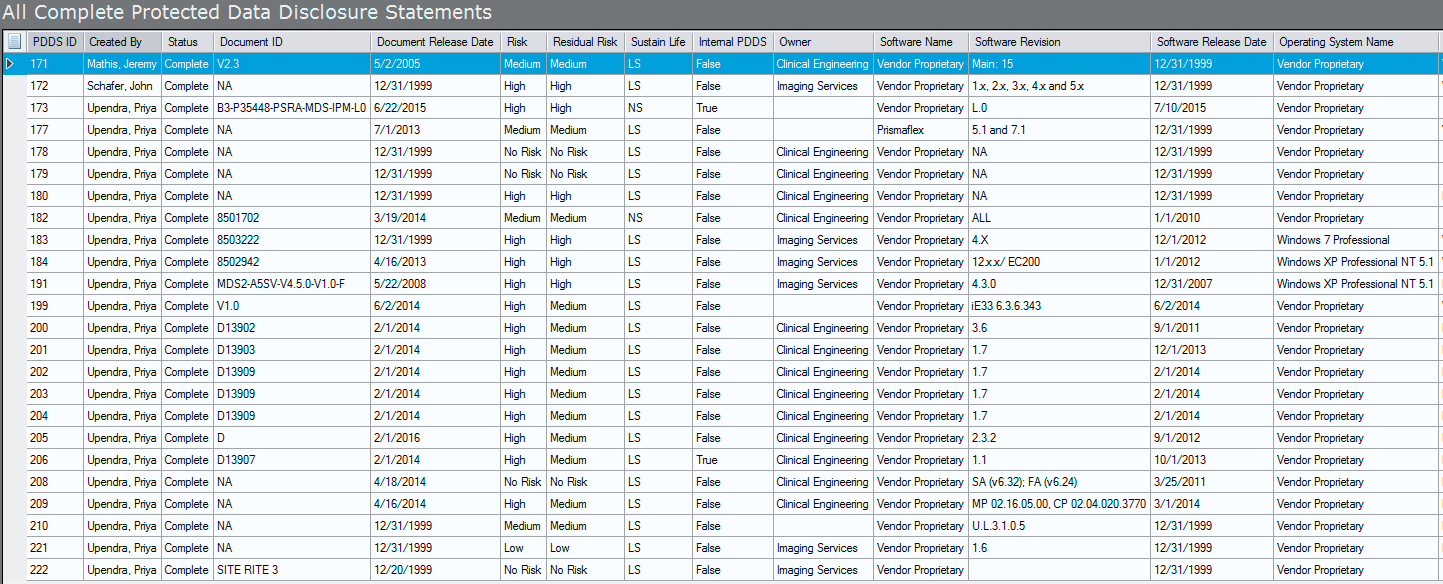 All Complete Protected Data Disclosure Statements
PDDS ID Created By Status Document ID Document Release Date Risk Residual Risk Sustain Life Internal PDDS Owner Software Name Software Revision Software Release Date Operating System Name
171 Mathis, Jeremy Complete V2.3 5/2/2005 Medium Medium LS False Clinical Engineering Vendor Proprietary Main: 15 12/31/1999 Vendor Proprietary
172 Schafer, John Complete NA 12/31/1999 High High LS False Imaging Services Vendor Proprietary 1.x, 2.x, 3.x, 4.x and 5.x 12/31/1999 Vendor Proprietary
173 Upendra, Priya Complete B3-P35448-PSRA-MDS-IPM-L0 6/22/2015 High High NS True Vendor Proprietary L.0 7/10/2015 Vendor Proprietary
177 Upendra, Priya Complete NA 7/1/2013 Medium Medium LS False Prismaflex 5.1 and 7.1 12/31/1999 Vendor Proprietary
178 Upendra, Priya Complete NA 12/31/1999 No Risk No Risk LS False Clinical Engineering Vendor Proprietary NA 12/31/1999 Vendor Proprietary
179 Upendra, Priya Complete NA 12/31/1999 No Risk No Risk LS False Clinical Engineering Vendor Proprietary NA 12/31/1999 Vendor Proprietary
180 Upendra, Priya Complete NA 12/31/1999 High High LS False Clinical Engineering Vendor Proprietary NA 12/31/1999 Vendor Proprietary
182 Upendra, Priya Complete 8501702 3/19/2014 Medium Medium NS False Clinical Engineering Vendor Proprietary ALL 1/1/2010 Vendor Proprietary
183 Upendra, Priya Complete 8503222 12/31/1999 High High LS False Imaging Services Vendor Proprietary 4.X 12/1/2012 Windows 7 Professional
184 Upendra, Priya Complete 8502942 4/16/2013 High High LS False Imaging Services Vendor Proprietary 12.x.x/ EC200 1/1/2012 Windows XP Professional NT 5.1
191 Upendra, Priya Complete MDS2-A5SV-V4.5.0-V1.0-F 5/22/2008 High High LS False Imaging Services Vendor Proprietary 4.3.0 12/31/2007 Windows XP Professional NT 5.1
199 Upendra, Priya Complete V1.0 6/2/2014 High Medium LS False Vendor Proprietary iE33 6.3.6.343 6/2/2014 Vendor Proprietary
200 Upendra, Priya Complete D13902 2/1/2014 High Medium LS False Clinical Engineering Vendor Proprietary 3.6 9/1/2011 Vendor Proprietary
201 Upendra, Priya Complete D13903 2/1/2014 High Medium LS False Clinical Engineering Vendor Proprietary 1.7 12/1/2013 Vendor Proprietary
202 Upendra, Priya Complete D13909 2/1/2014 High Medium LS False Clinical Engineering Vendor Proprietary 1.7 2/1/2014 Vendor Proprietary
203 Upendra, Priya Complete D13909 2/1/2014 High Medium LS False Clinical Engineering Vendor Proprietary 1.7 2/1/2014 Vendor Proprietary
204 Upendra, Priya Complete D13909 2/1/2014 High Medium LS False Clinical Engineering Vendor Proprietary 1.7 2/1/2014 Vendor Proprietary
205 Upendra, Priya Complete D 2/1/2016 High Medium LS False Clinical Engineering Vendor Proprietary 2.3.2 9/1/2012 Vendor Proprietary
206 Upendra, Priya Complete D13907 2/1/2014 High Medium LS True Clinical Engineering Vendor Proprietary 1.1 10/1/2013 Vendor Proprietary
208 Upendra, Priya Complete NA 4/18/2014 No Risk No Risk LS False Clinical Engineering Vendor Proprietary SA (v6.32); FA (v6.24) 3/25/2011 Vendor Proprietary
209 Upendra, Priya Complete NA 4/16/2014 High Medium LS False Clinical Engineering Vendor Proprietary MP 02.16.05.00, CP 02.04.020.3770 3/1/2014 Vendor Proprietary
210 Upendra, Priya Complete NA 12/31/1999 Medium Medium LS False Vendor Proprietary U.L.3.1.0.5 12/31/1999 Vendor Proprietary
221 Upendra, Priya Complete NA 12/31/1999 Low Low LS False Imaging Services Vendor Proprietary 1.6 12/31/1999 Vendor Proprietary
222 Upendra, Priya Complete SITE RITE 3 12/20/1999 No Risk No Risk LS False Imaging Services Vendor Proprietary 12/31/1999 Vendor Proprietary